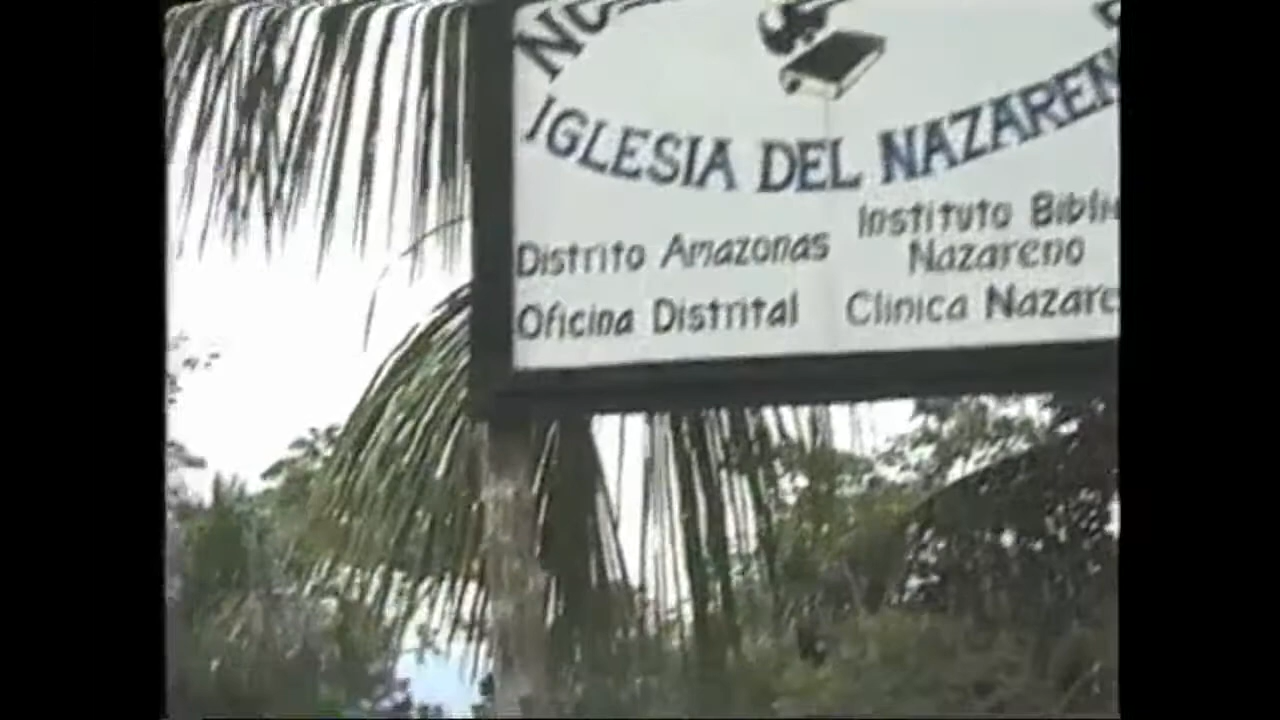 IGLESIA DEL NAZAREN
Distrito Amazonas
Oficina Distrital
Instituto Bibli
Nazareno
Clinica Nazare